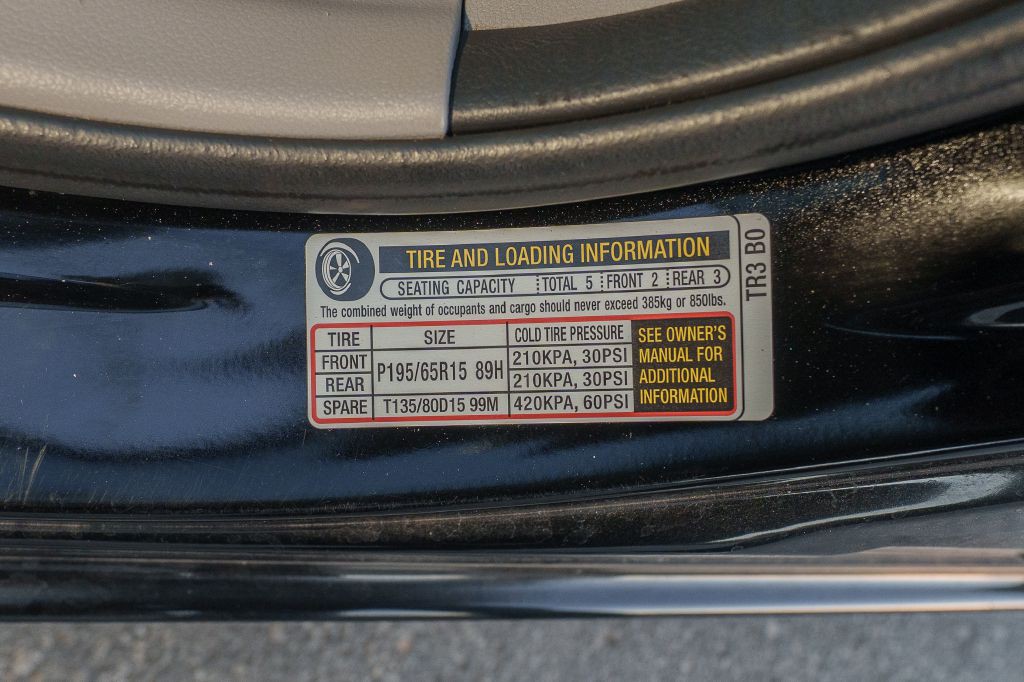 TIRE AND LOADING INFORMATION
SEATING CAPACITY TOTAL 5 FRONT 2 REAR 3
The combined weight of occupants and cargo should never exceed 385kg or 850lbs.
TIRE SIZE COLD TIRE PRESSURE
FRONT P195/65R15 89H 210KPA, 30PSI
REAR 210KPA, 30PSI
SPARE T135/80D15 99M 420KPA, 60PSI
SEE OWNER'S
MANUAL FOR
ADDITIONAL
INFORMATION
TR3 B0